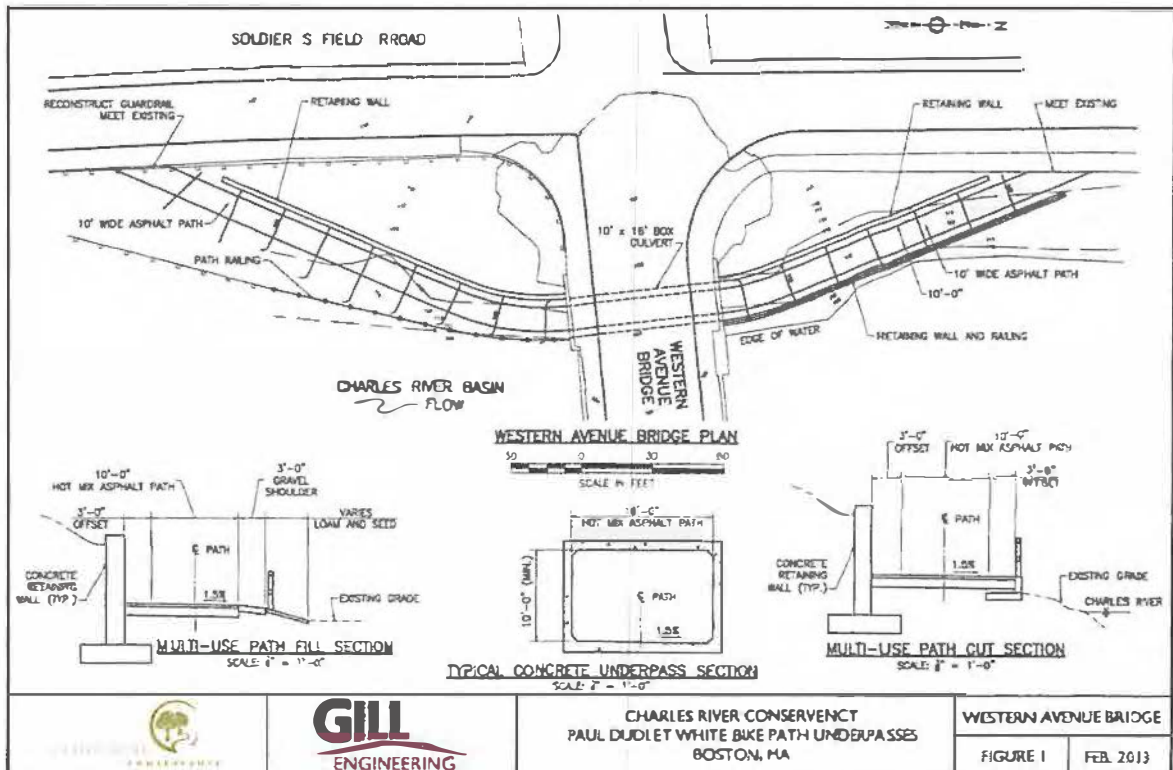 SOLDIER S FIELD RROAD
N
RECONSTRUCT GUARDRAIL
MEET EXISTING
RETAINING WALL
RETAINING WALL
MEET EXISTING
10' WIDE ASPHALT PATH
PATH RAILING
10' x 16' BOX
CULVERT
10' WIDE ASPHALT PATH
10'-0"
EDGE OF WATER
RETAINING WALL AND RAILING
WESTERN
AVENUE
BRIDGE
CHARLES RIVER BASIN
FLOW
WESTERN AVENUE BRIDGE PLAN
30 0 30 60
SCALE IN FEET
10'-0"
HOT MIX ASPHALT PATH
3'-0"
GRAVEL
SHOULDER
3'-0"
OFFSET
VARIES
LOAM AND SEED
℄ PATH
CONCRETE
RETAINING
WALL (TYP.)
1.5%
EXISTING GRADE
MULTI-USE PATH FILL SECTION
HOT MIX ASPHALT PATH
10'-0" (MIN.)
℄ PATH
1.5%
TYPICAL CONCRETE UNDERPASS SECTION
3'-0"
OFFSET
10'-0"
HOT MIX ASPHALT PATH
OFFSET
℄ PATH
CONCRETE
RETAINING
WALL (TYP.)
1.5%
EXISTING GRADE
CHARLES RIVER
MULTI-USE PATH CUT SECTION
CONSERVANCY
GILL
ENGINEERING
CHARLES RIVER CONSERVENCT
PAUL DUDLET WHITE BIKE PATH UNDERPASSES
BOSTON, MA
WESTERN AVENUE BRIDGE
FIGURE 1
FEB. 2013